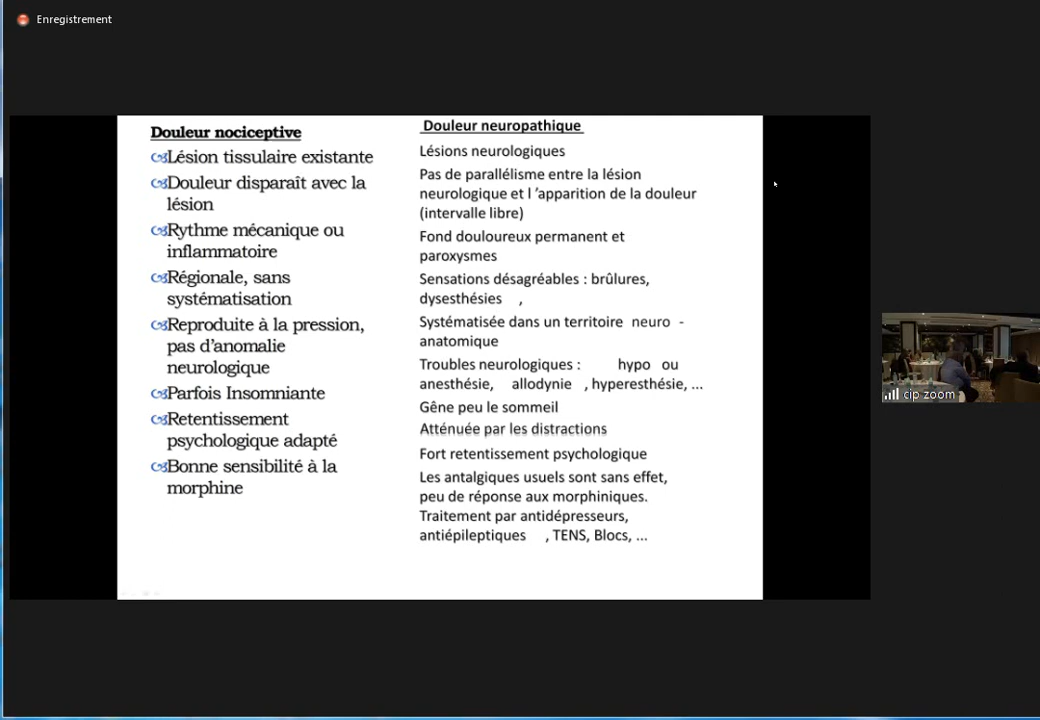 Enregistrement
Douleur nociceptive
Lésion tissulaire existante
Douleur disparaît avec la
lésion
Rythme mécanique ou
inflammatoire
Régionale, sans
systématisation
Reproduite à la pression,
pas d’anomalie
neurologique
Parfois Insomniante
Retentissement
psychologique adapté
Bonne sensibilité à la
morphine
Douleur neuropathique
Lésions neurologiques
Pas de parallélisme entre la lésion
neurologique et l ’apparition de la douleur
(intervalle libre)
Fond douloureux permanent et
paroxysmes
Sensations désagréables : brûlures,
dysesthésies ,
Systématisée dans un territoire neuro -
anatomique
Troubles neurologiques : hypo ou
anesthésie, allodynie , hyperesthésie, ...
Gêne peu le sommeil
Atténuée par les distractions
Fort retentissement psychologique
Les antalgiques usuels sont sans effet,
peu de réponse aux morphiniques.
Traitement par antidépresseurs,
antiépileptiques , TENS, Blocs, ...
cip zoom